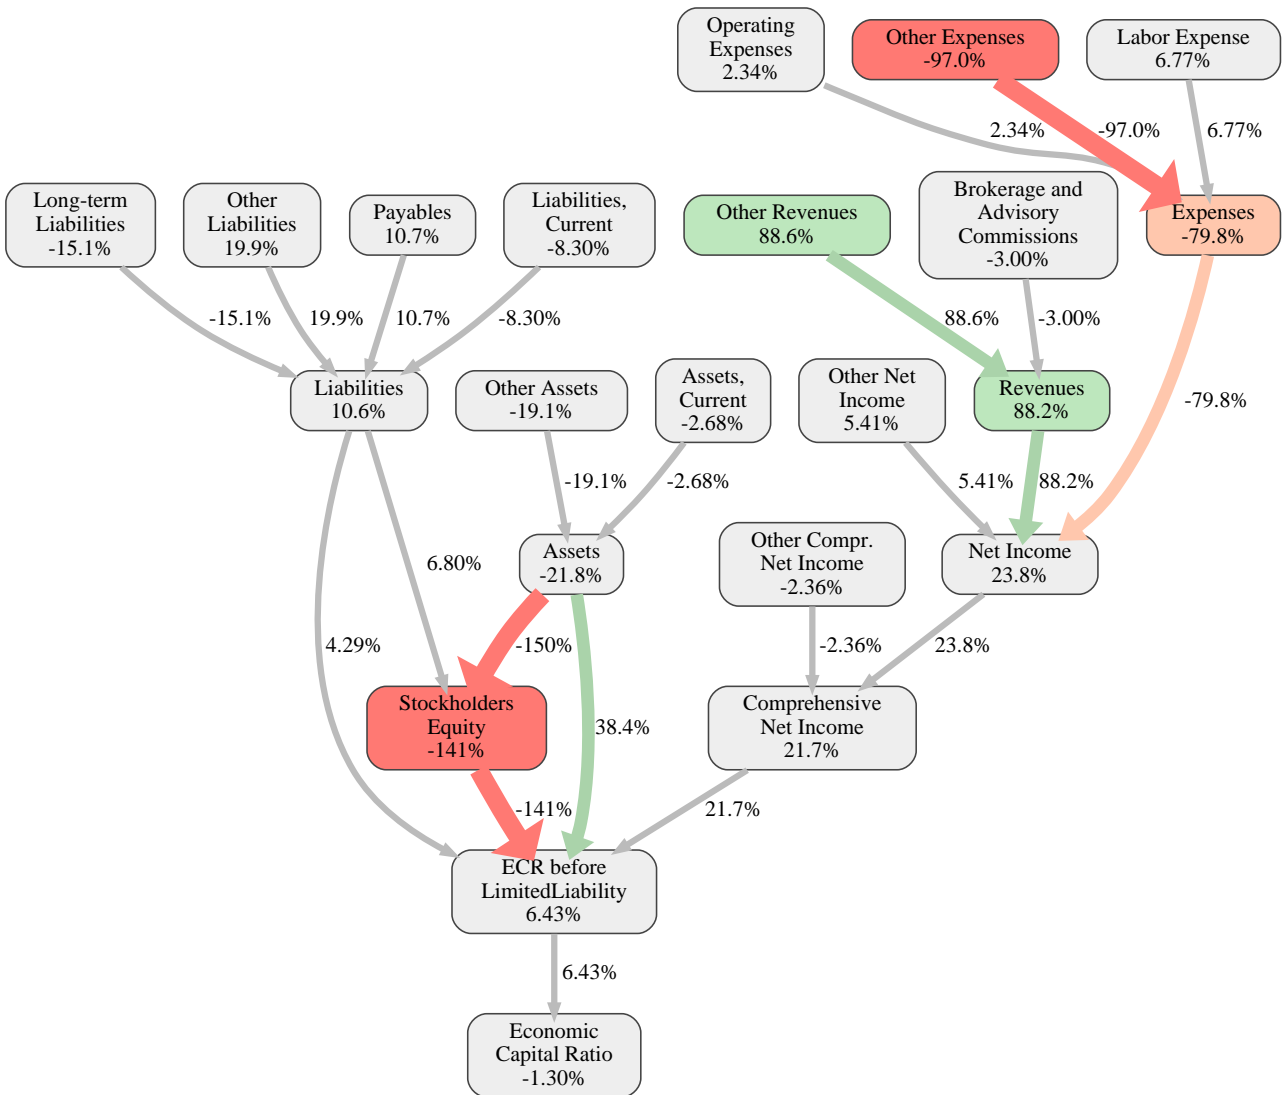 Operating
Expenses
2.34%
Other Expenses
-97.0%
Labor Expense
6.77%
2.34%
-97.0%
6.77%
Long-term
Liabilities
-15.1%
Other
Liabilities
19.9%
Payables
10.7%
Liabilities,
Current
-8.30%
Other Revenues
88.6%
Brokerage and
Advisory
Commissions
-3.00%
Expenses
-79.8%
-15.1%
19.9%
10.7%
-8.30%
88.6%
-3.00%
-79.8%
Liabilities
10.6%
Other Assets
-19.1%
Assets,
Current
-2.68%
Other Net
Income
5.41%
Revenues
88.2%
-19.1%
-2.68%
5.41%
88.2%
6.80%
Assets
-21.8%
Other Compr.
Net Income
-2.36%
Net Income
23.8%
4.29%
-150%
-2.36%
23.8%
Stockholders
Equity
-141%
38.4%
Comprehensive
Net Income
21.7%
-141%
21.7%
ECR before
LimitedLiability
6.43%
6.43%
Economic
Capital Ratio
-1.30%